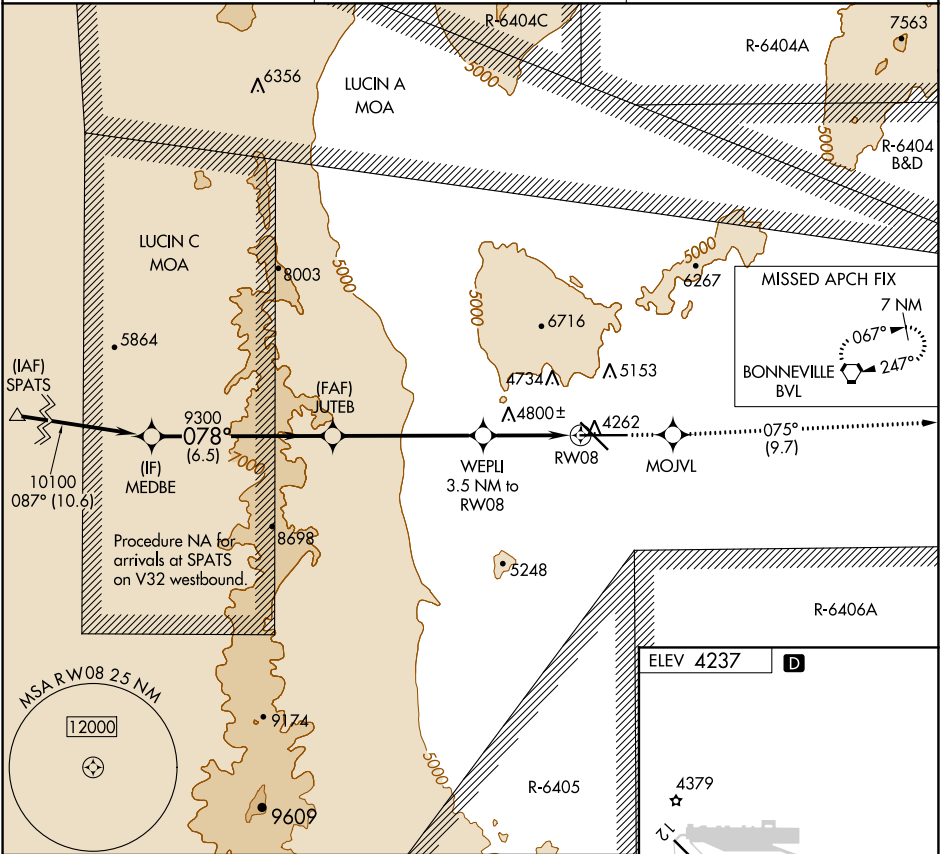 R-6404C
7563
R-6404A
6356
5000
LUCIN A
MOA
5000
R-6404
B&D
LUCIN C
MOA
8003
5000
5000
6267
5000
MISSED APCH FIX
7 NM
067°
247°
BONNEVILLE
BVL
5864
6716
4734
5153
(IAF)
SPATS
(FAF)
JUTEB
9300
078°
(6.5)
4800±
4262
10100
087° (10.6)
(IF)
MEDBE
7000
WEPLI
3.5 NM to
RW08
RW08
MOJVL
075°
(9.7)
Procedure NA for
arrivals at SPATS
on V32 westbound.
8698
5248
R-6406A
ELEV 4237
D
MSA RW08 25 NM
12000
9174
5000
R-6405
4379
9609
12